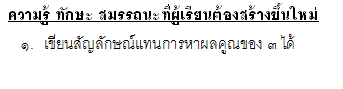 ความรู้ ทักษะ สมรรถนะที่ผู้เรียนต้องสร้างขึ้นใหม่
๑. เขียนสัญลักษณ์แทนการหาผลคูณของ ๓ ได้